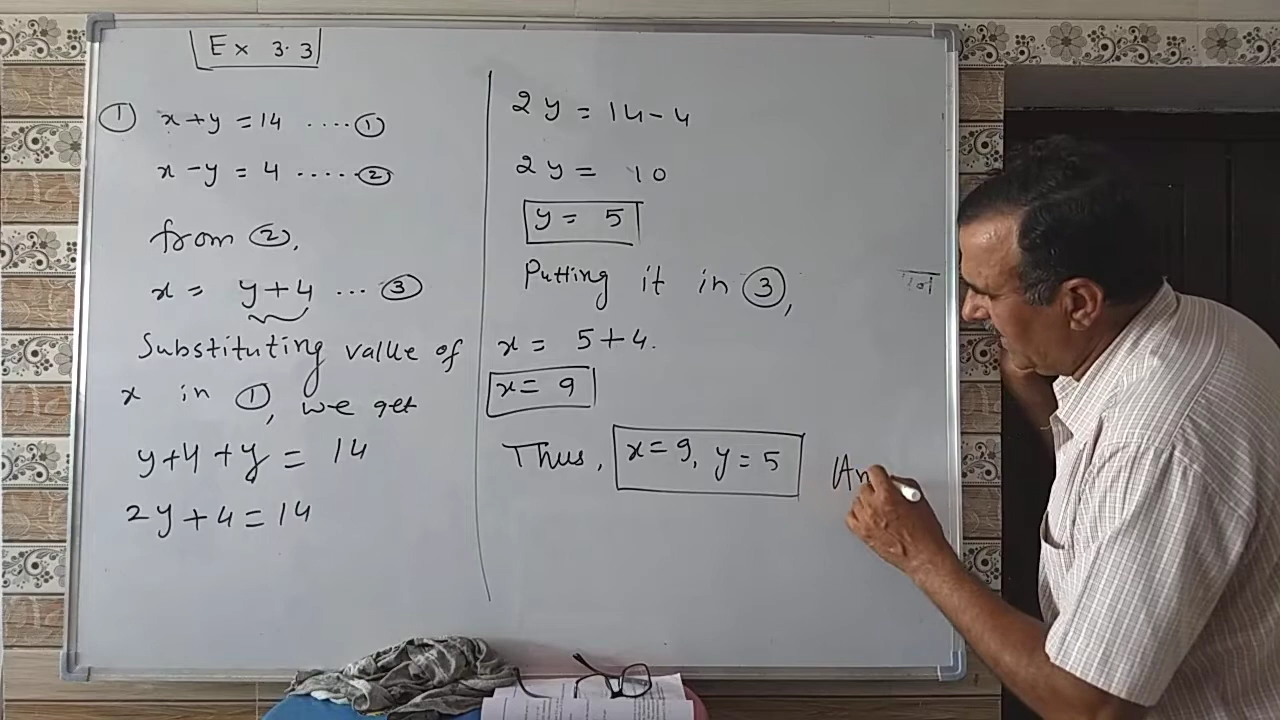 Ex 3.3
① x+y=14 ....①
x-y=4 .....②
from ②,
x= y+4 ...③
Substituting value of
x in ①, we get
y+4+y= 14
2y+4=14
2y=14-4
2y= 10
y= 5
Putting it in ③,
x= 5+4.
x= 9
Thus, x=9, y=5 (An